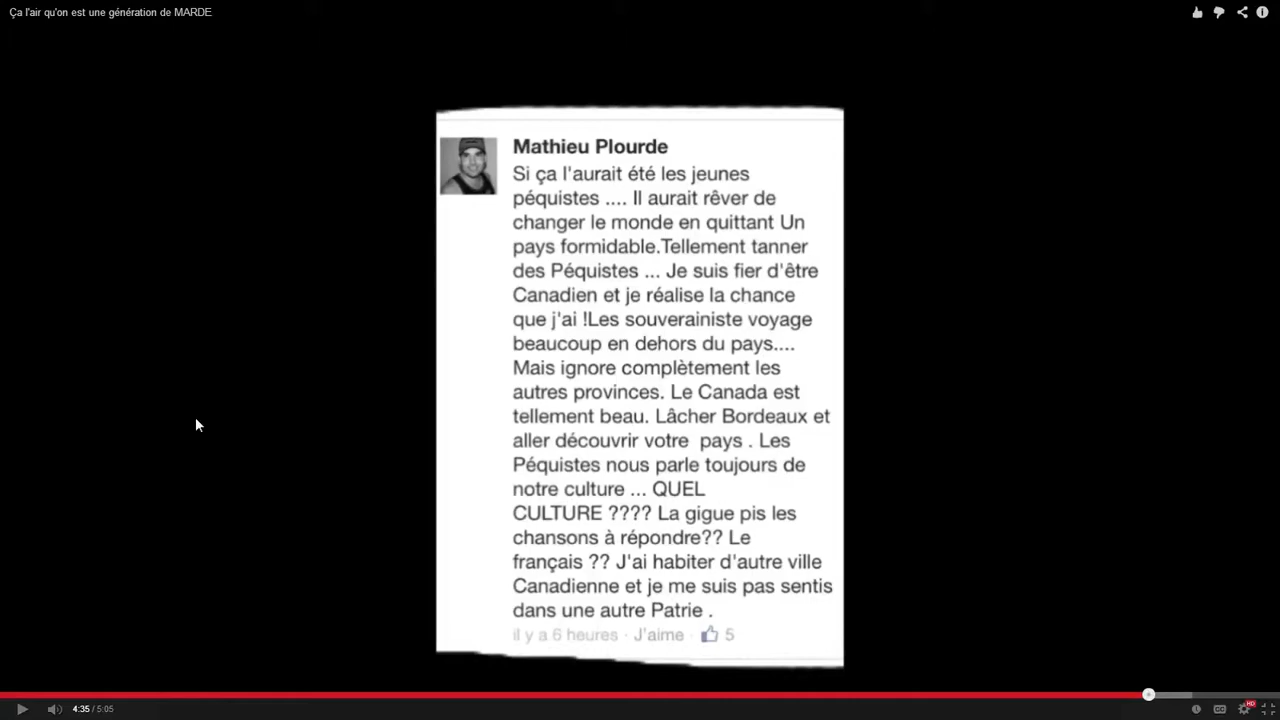 Ça l'air qu'on est une génération de MARDE
Mathieu Plourde
Si ça l'aurait été les jeunes
péquistes .... Il aurait rêver de
changer le monde en quittant Un
pays formidable.Tellement tanner
des Péquistes ... Je suis fier d'être
Canadien et je réalise la chance
que j'ai !Les souverainiste voyage
beaucoup en dehors du pays....
Mais ignore complètement les
autres provinces. Le Canada est
tellement beau. Lâcher Bordeaux et
aller découvrir votre  pays . Les
Péquistes nous parle toujours de
notre culture ... QUEL
CULTURE ???? La gigue pis les
chansons à répondre?? Le
français ?? J'ai habiter d'autre ville
Canadienne et je me suis pas sentis
dans une autre Patrie .
il y a 6 heures · J'aime · 5
4:35 / 5:05
HD